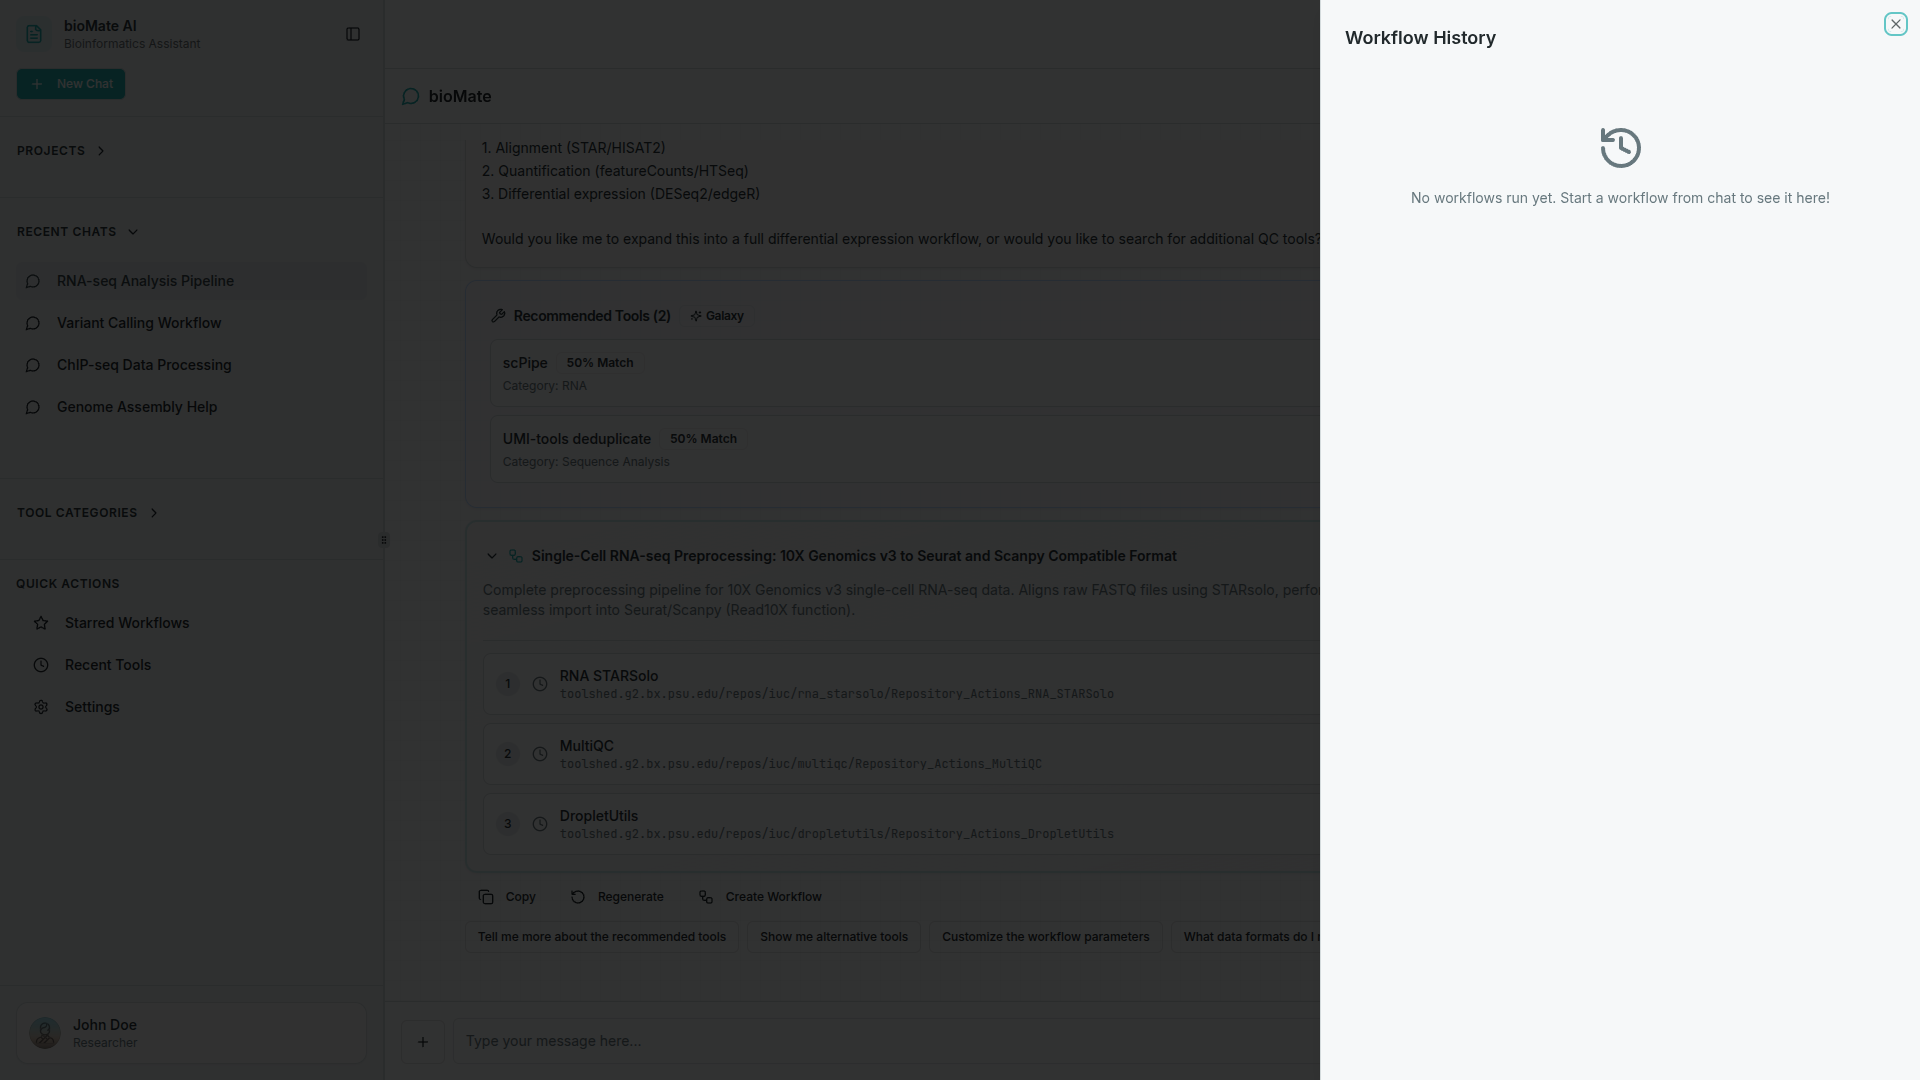 bioMate AI
Bioinformatics Assistant
New Chat
PROJECTS
RECENT CHATS
RNA-seq Analysis Pipeline
Variant Calling Workflow
ChIP-seq Data Processing
Genome Assembly Help
TOOL CATEGORIES
QUICK ACTIONS
Starred Workflows
Recent Tools
Settings
John Doe
Researcher
bioMate
1. Alignment (STAR/HISAT2)
2. Quantification (featureCounts/HTSeq)
3. Differential expression (DESeq2/edgeR)
Would you like me to expand this into a full differential expression workflow, or would you like to search for additional QC tools?
Recommended Tools (2) Galaxy
scPipe 50% Match
Category: RNA
UMI-tools deduplicate 50% Match
Category: Sequence Analysis
Single-Cell RNA-seq Preprocessing: 10X Genomics v3 to Seurat and Scanpy Compatible Format
Complete preprocessing pipeline for 10X Genomics v3 single-cell RNA-seq data. Aligns raw FASTQ files using STARsolo, perfo
seamless import into Seurat/Scanpy (Read10X function).
1 RNA STARSolo
toolshed.g2.bx.psu.edu/repos/iuc/rna_starsolo/Repository_Actions_RNA_STARSolo
2 MultiQC
toolshed.g2.bx.psu.edu/repos/iuc/multiqc/Repository_Actions_MultiQC
3 DropletUtils
toolshed.g2.bx.psu.edu/repos/iuc/dropletutils/Repository_Actions_DropletUtils
Copy Regenerate Create Workflow
Tell me more about the recommended tools Show me alternative tools Customize the workflow parameters What data formats do I
Type your message here...
Workflow History
No workflows run yet. Start a workflow from chat to see it here!